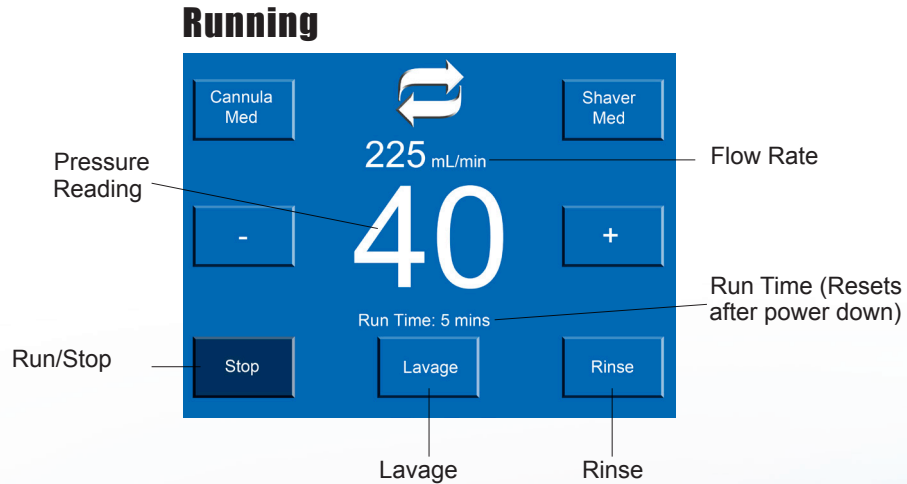 Running
Cannula
Med
Shaver
Med
225 mL/min
Flow Rate
Pressure
Reading
40
-
+
Run Time: 5 mins
Run Time (Resets
after power down)
Run/Stop
Stop
Lavage
Rinse
Lavage
Rinse